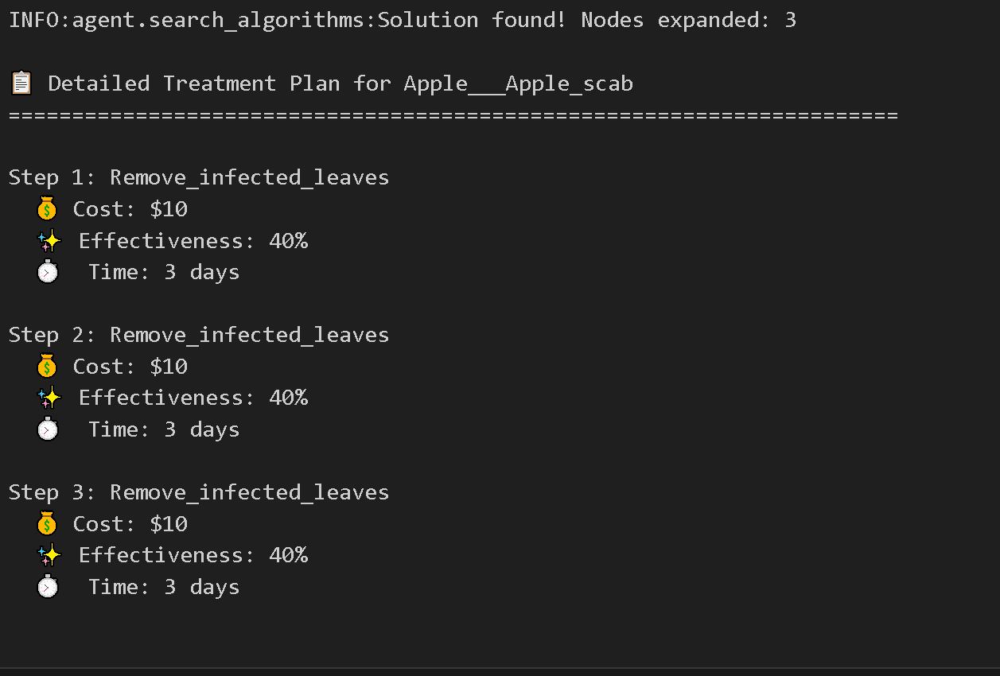 INFO:agent.search_algorithms:Solution found! Nodes expanded: 3
📋 Detailed Treatment Plan for Apple___Apple_scab
======================================================================
Step 1: Remove_infected_leaves
💰 Cost: $10
✨ Effectiveness: 40%
⏱ Time: 3 days
Step 2: Remove_infected_leaves
💰 Cost: $10
✨ Effectiveness: 40%
⏱ Time: 3 days
Step 3: Remove_infected_leaves
💰 Cost: $10
✨ Effectiveness: 40%
⏱ Time: 3 days